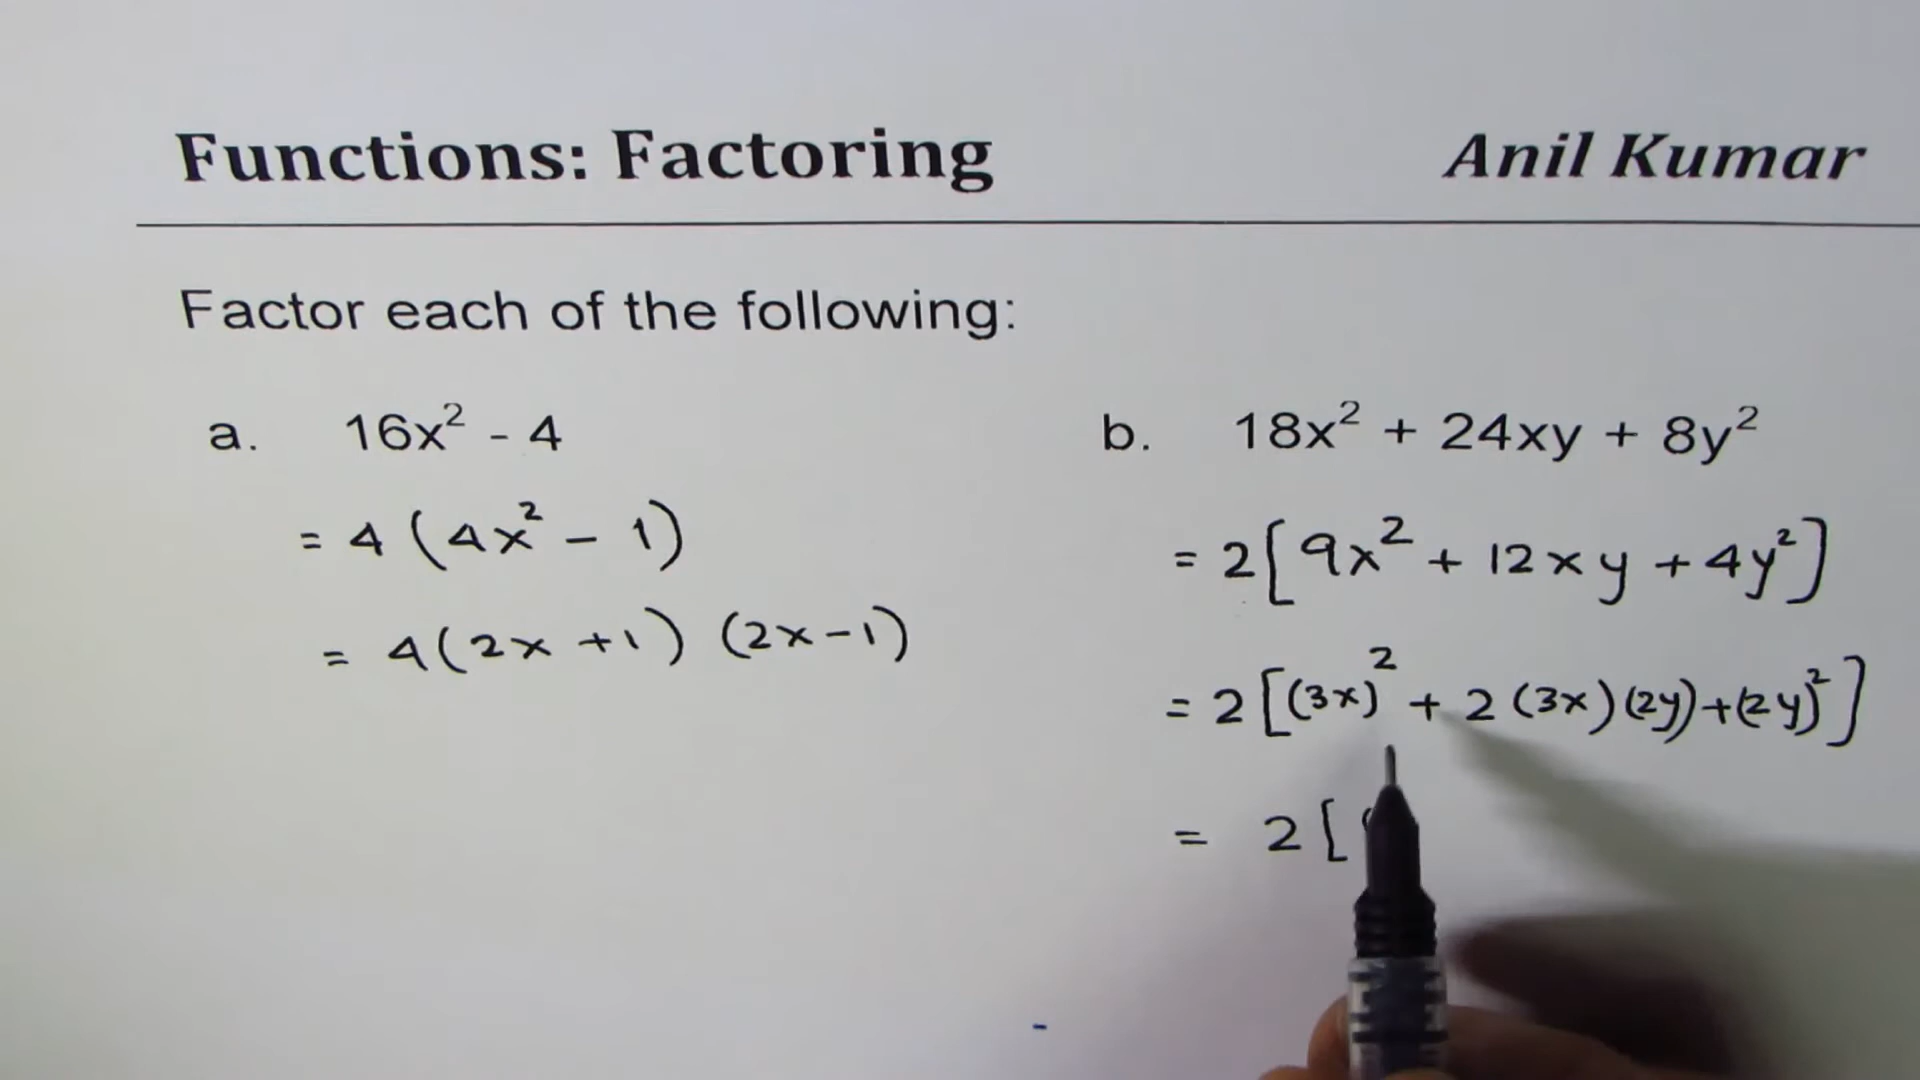 Functions: Factoring
Anil Kumar
Factor each of the following:
a. 16x² - 4
= 4 (4x² - 1)
= 4(2x +1) (2x-1)
b. 18x² + 24xy + 8y²
= 2[9x² + 12xy + 4y²]
= 2[(3x)² + 2(3x)(2y)+(2y)²]
= 2[(